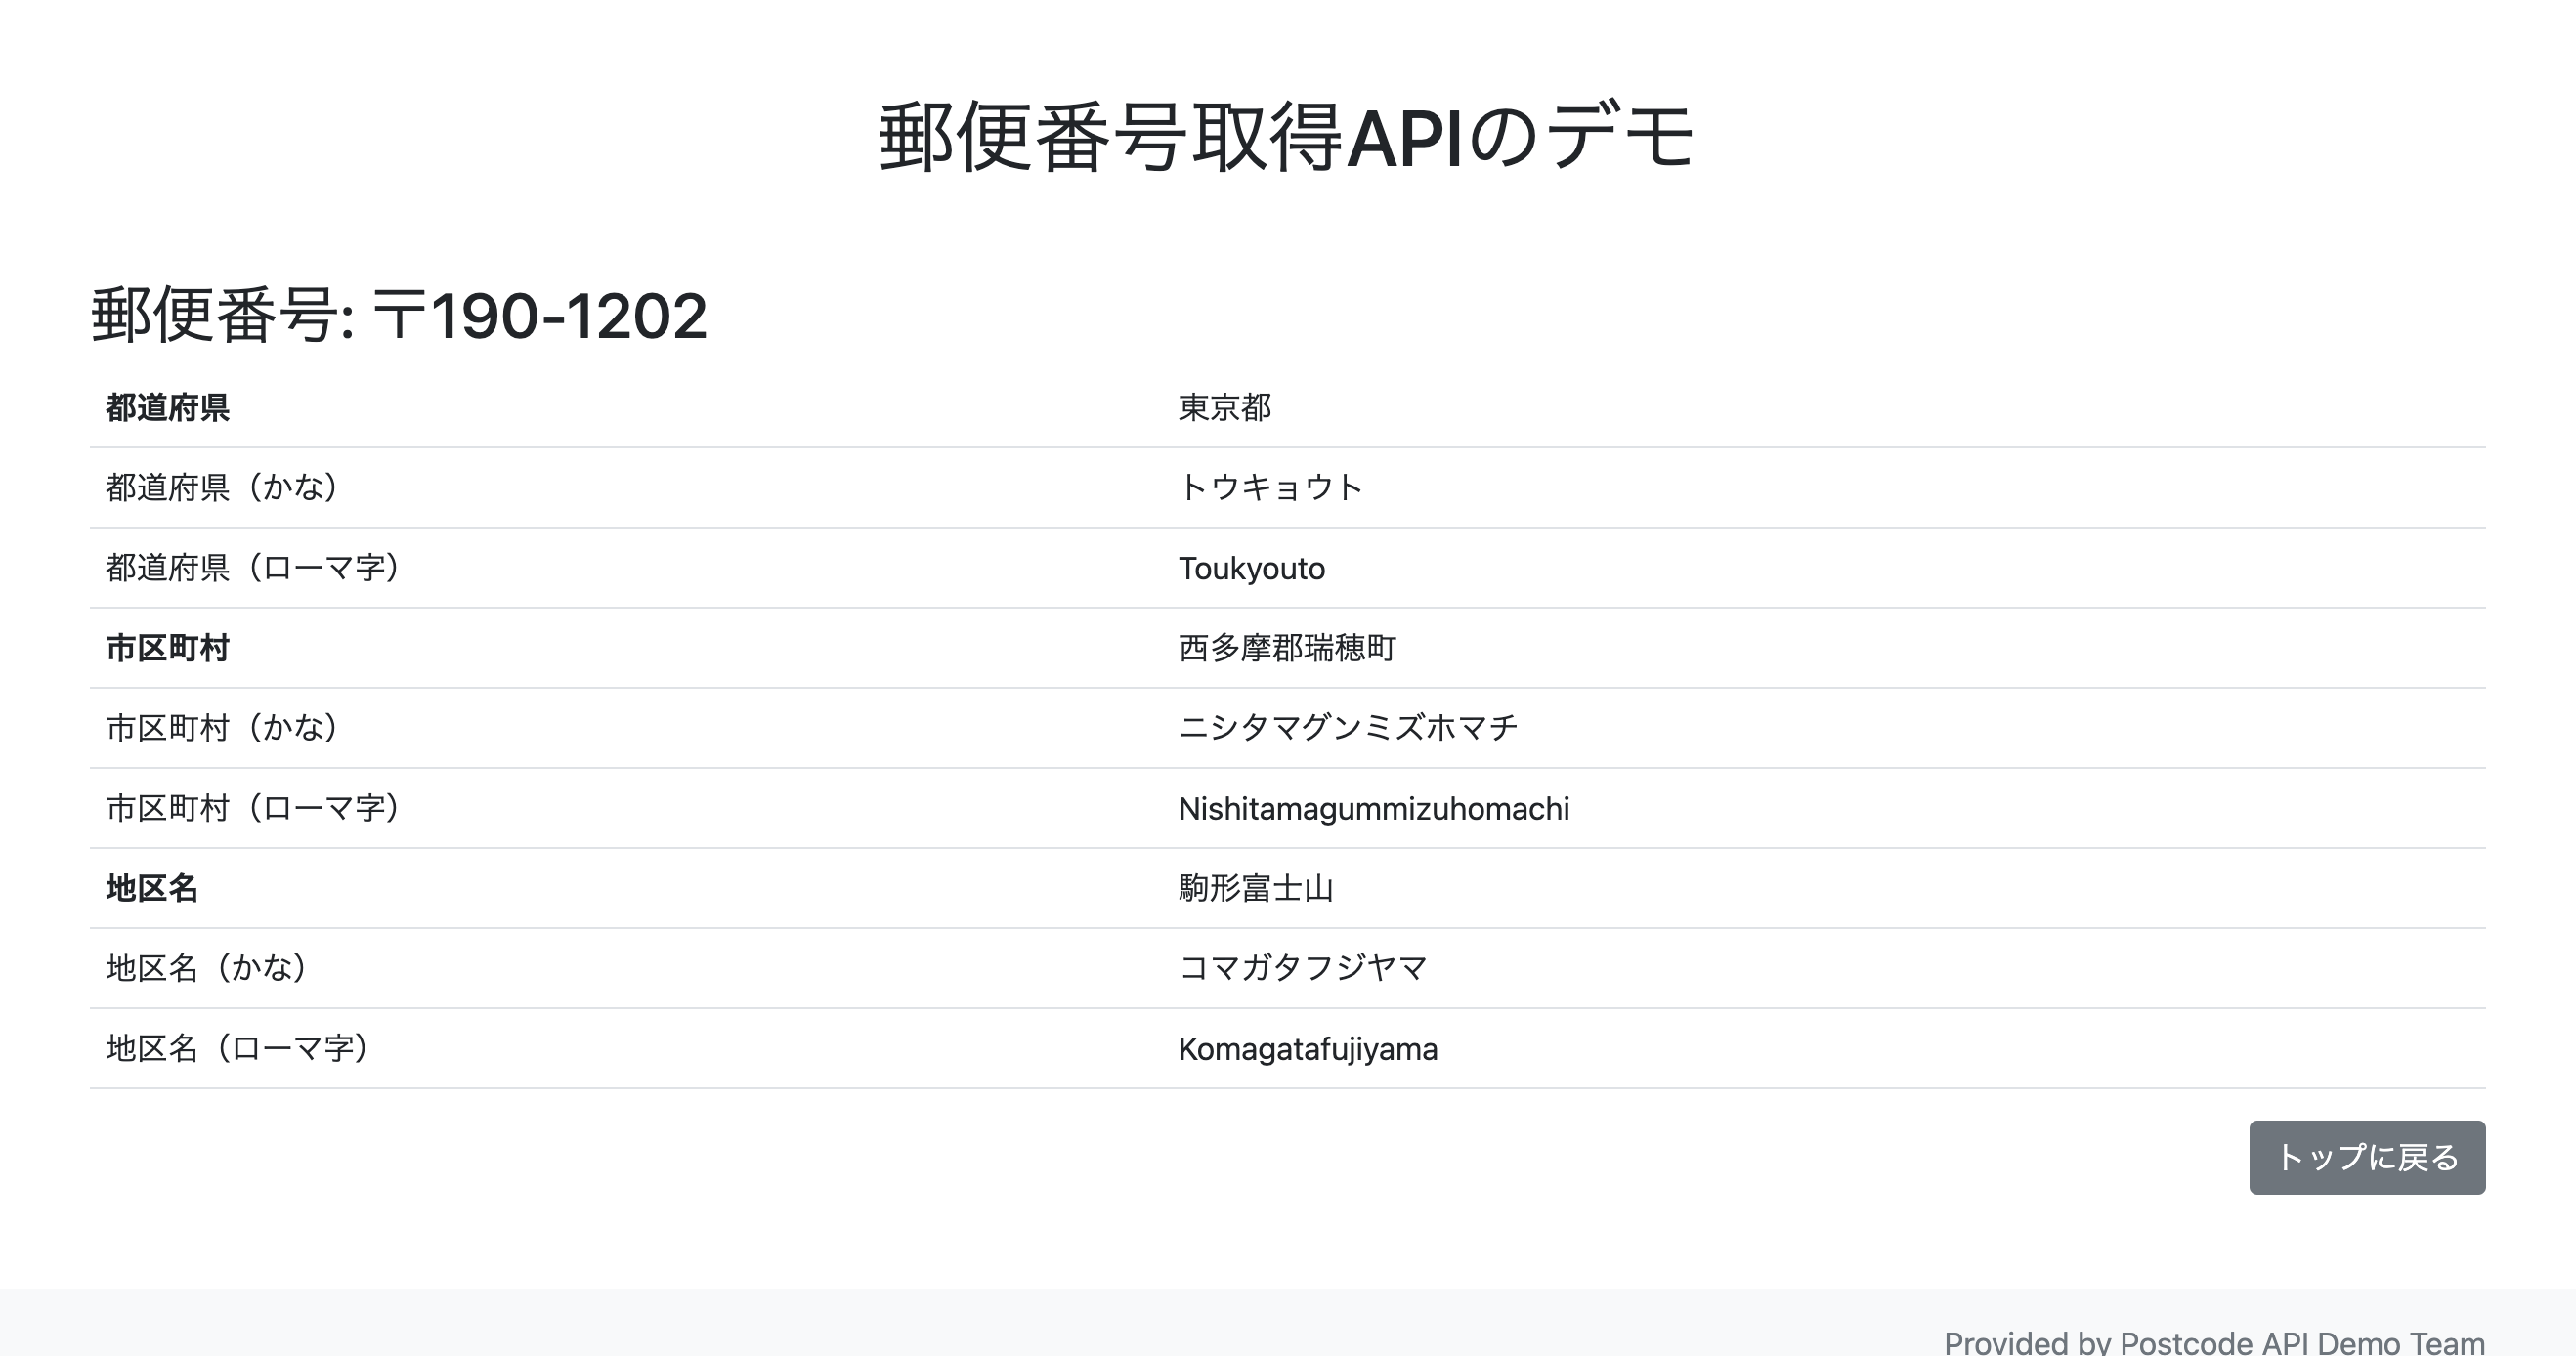 郵便番号取得APIのデモ
郵便番号: 〒190-1202
都道府県 東京都
都道府県（かな） トウキョウト
都道府県（ローマ字） Toukyouto
市区町村 西多摩郡瑞穂町
市区町村（かな） ニシタマグンミズホマチ
市区町村（ローマ字） Nishitamagummizuhomachi
地区名 駒形富士山
地区名（かな） コマガタフジヤマ
地区名（ローマ字） Komagatafujiyama
トップに戻る
Provided by Postcode API Demo Team